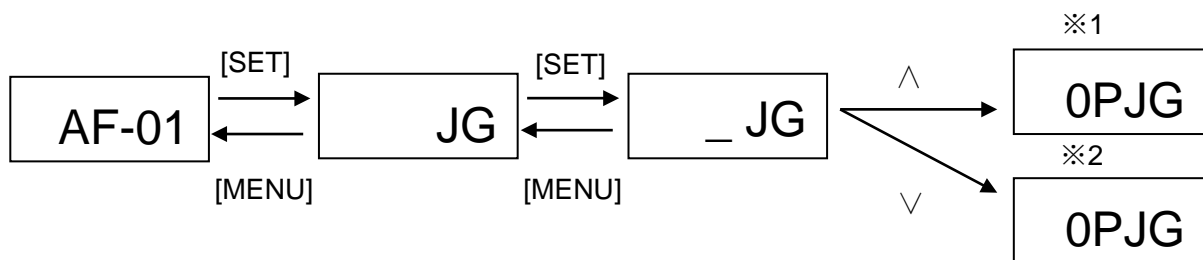 ※1
[SET]
[SET]
∧
AF-01
JG
_ JG
0PJG
※2
[MENU]
[MENU]
∨
0PJG